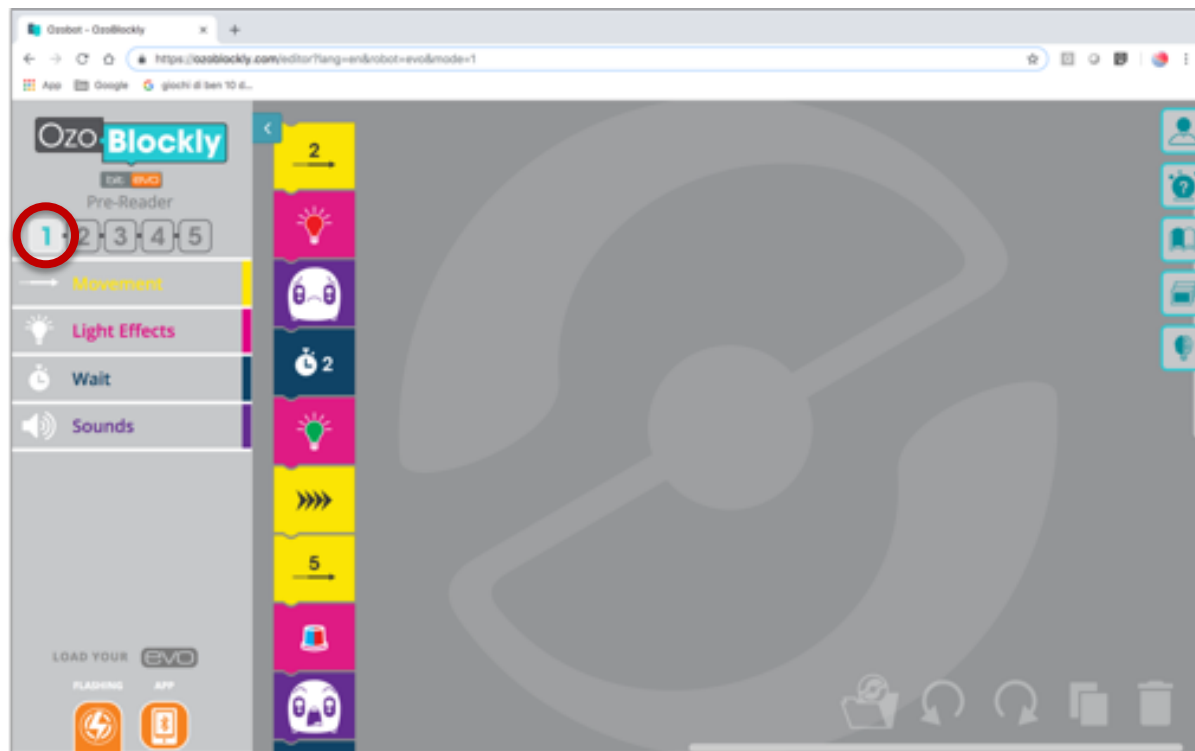 Ozobot - OzoBlockly
https://ozoblockly.com/editor?lang=en&robot=evo&mode=1
App Google giochi di ben 10 d...
Ozo Blockly
bit evo
Pre-Reader
1 2 3 4 5
Movement
Light Effects
Wait
Sounds
2
2
5
LOAD YOUR evo
FLASHING APP